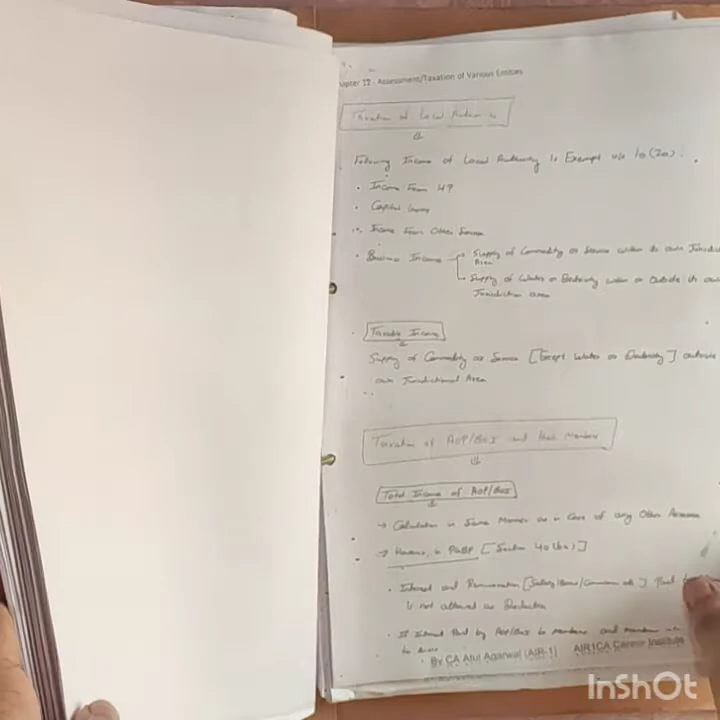 Chapter 12 - Assessment/Taxation of Various Entities
Taxation of Local
Following Income of Local Authority is Exempt u/s 10(20).
• Income From HP
• Capital Gains
• Income From Other Sources
• Business Income → Supply of Commodity or Service within its own
Area
→ Supply of Water or Electricity within or Outside its own
Jurisdiction area
Taxable Income
Supply of Commodity or Service [Except Water or Electricity] outside
own Jurisdictional Area
Taxation of AOP/BOI and their Member
Total Income of AOP/BOI
→ Calculation in Same Manner as in Case of any Other Assessee
→ However, in PGBP [Section 40(ba)]
• Interest and Remuneration [Salary/Bonus/Commission etc] Paid
is not allowed as Deduction
• If Interest Paid by AOP/BOI to Members and Members
By CA Atul Agarwal (AIR-1) AIR1CA Career Institute
InShOt